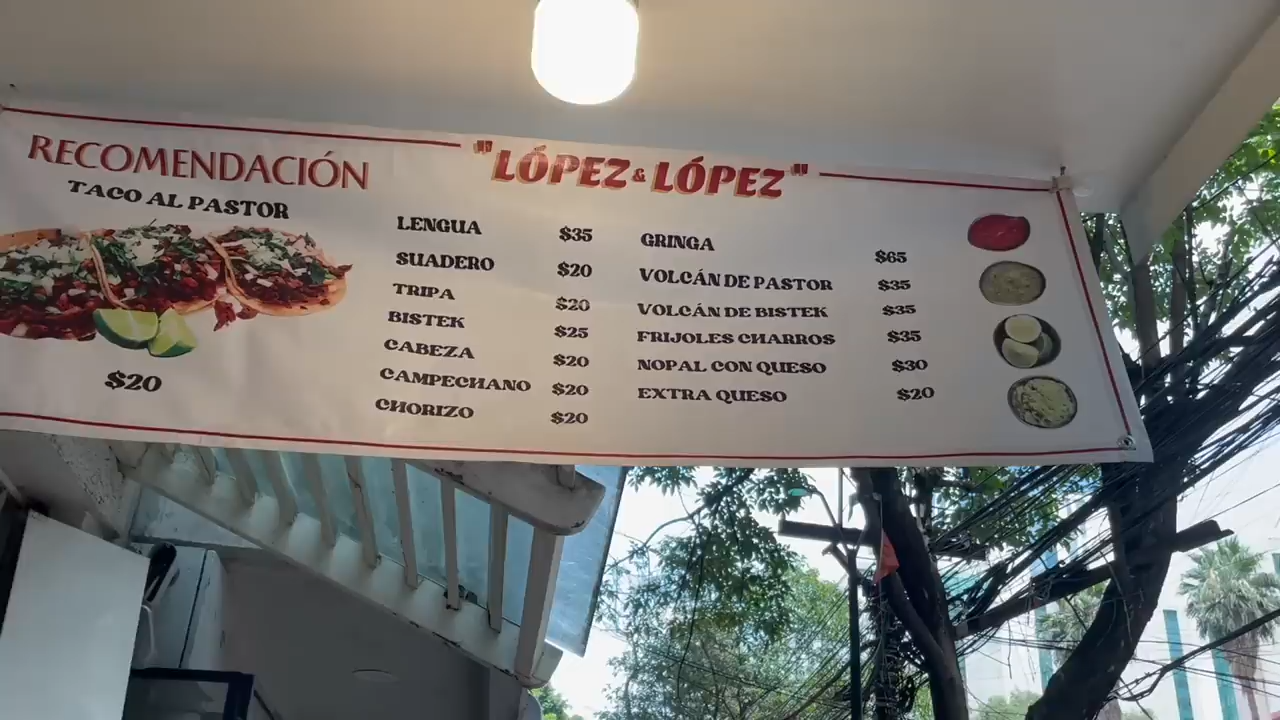 RECOMENDACIÓN
TACO AL PASTOR
$20
"LÓPEZ & LÓPEZ"
LENGUA $35
SUADERO $20
TRIPA $20
BISTEK $25
CABEZA $20
CAMPECHANO $20
CHORIZO $20
GRINGA $65
VOLCÁN DE PASTOR $35
VOLCÁN DE BISTEK $35
FRIJOLES CHARROS $35
NOPAL CON QUESO $30
EXTRA QUESO $20